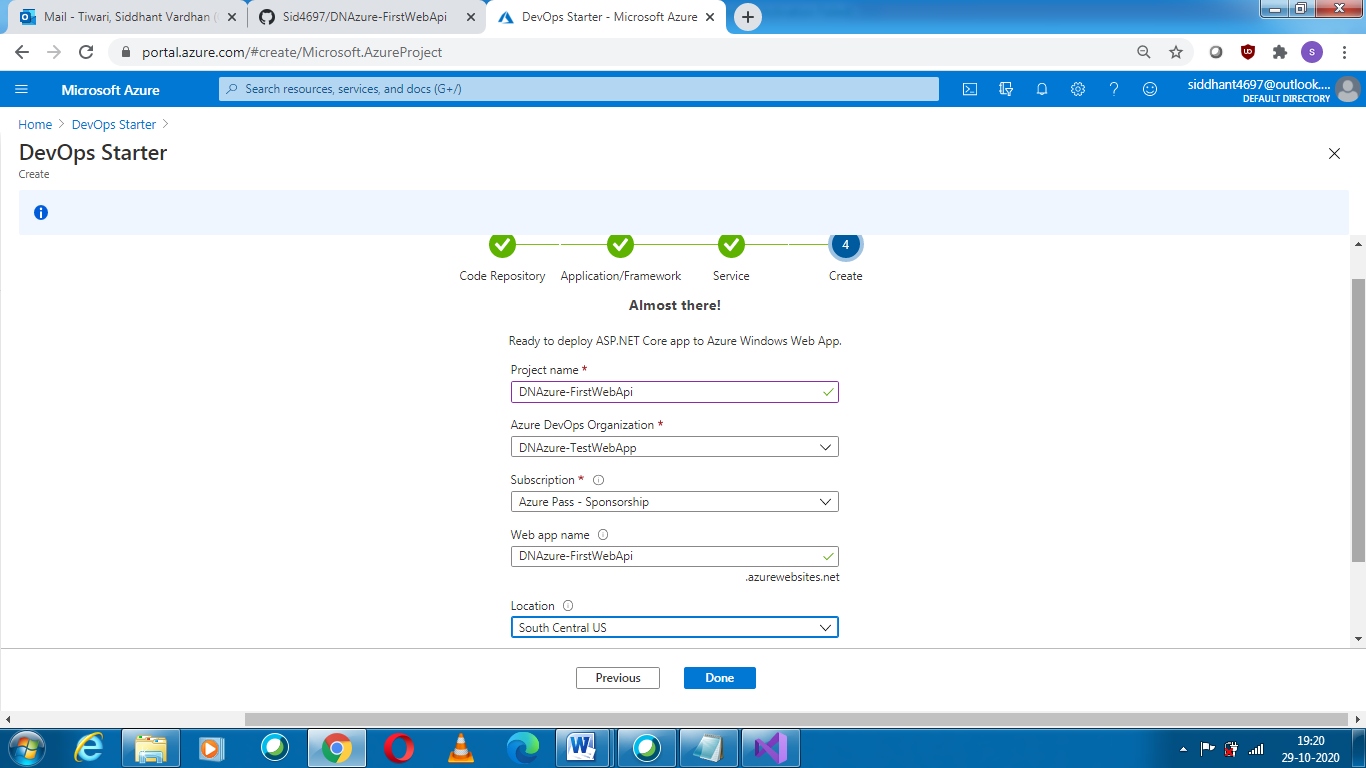 Mail - Tiwari, Siddhant Vardhan (
Sid4697/DNAzure-FirstWebApi
DevOps Starter - Microsoft Azure
portal.azure.com/#create/Microsoft.AzureProject
S
Microsoft Azure
Search resources, services, and docs (G+/)
siddhant4697@outlook....
DEFAULT DIRECTORY
Home > DevOps Starter >
DevOps Starter
Create
4
Code Repository
Application/Framework
Service
Create
Almost there!
Ready to deploy ASP.NET Core app to Azure Windows Web App.
Project name *
DNAzure-FirstWebApi
Azure DevOps Organization *
DNAzure-TestWebApp
Subscription *
Azure Pass - Sponsorship
Web app name
DNAzure-FirstWebApi
.azurewebsites.net
Location
South Central US
Previous
Done
19:20
29-10-2020